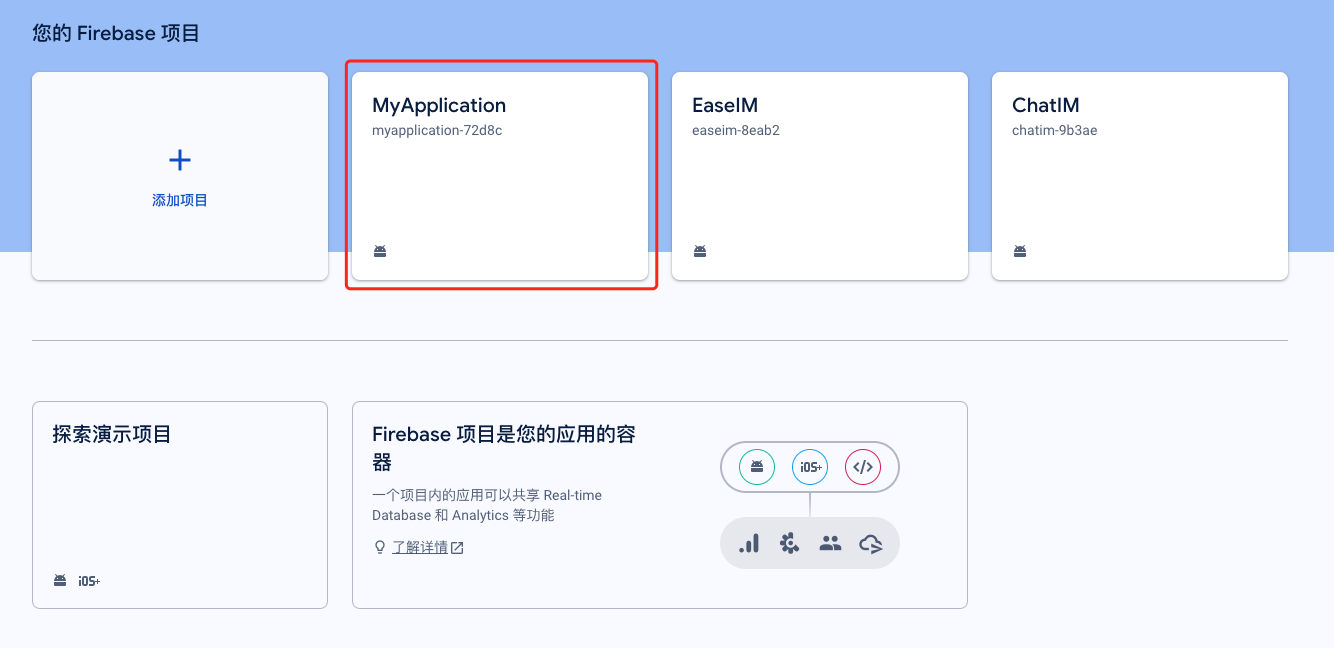 您的 Firebase 项目
添加项目
MyApplication
myapplication-72d8c
EaseIM
easeim-8eab2
ChatIM
chatim-9b3ae
探索演示项目
iOS+
Firebase 项目是您的应用的容
器
一个项目内的应用可以共享 Real-time
Database 和 Analytics 等功能
了解详情
iOS+